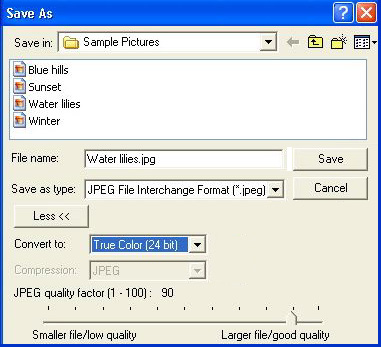 Save As
Save in: Sample Pictures
Blue hills
Sunset
Water lilies
Winter
File name: Water lilies.jpg Save
Save as type: JPEG File Interchange Format (*.jpeg) Cancel
Less <<
Convert to: True Color (24 bit)
Compression: JPEG
JPEG quality factor (1 - 100) : 90
Smaller file/low quality Larger file/good quality